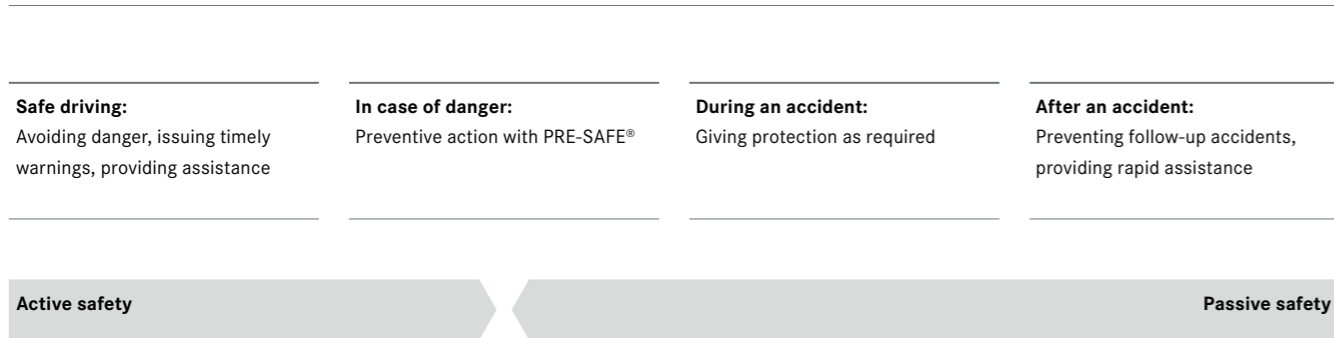 Safe driving:
Avoiding danger, issuing timely
warnings, providing assistance
In case of danger:
Preventive action with PRE-SAFE®
During an accident:
Giving protection as required
After an accident:
Preventing follow-up accidents,
providing rapid assistance
Active safety
Passive safety